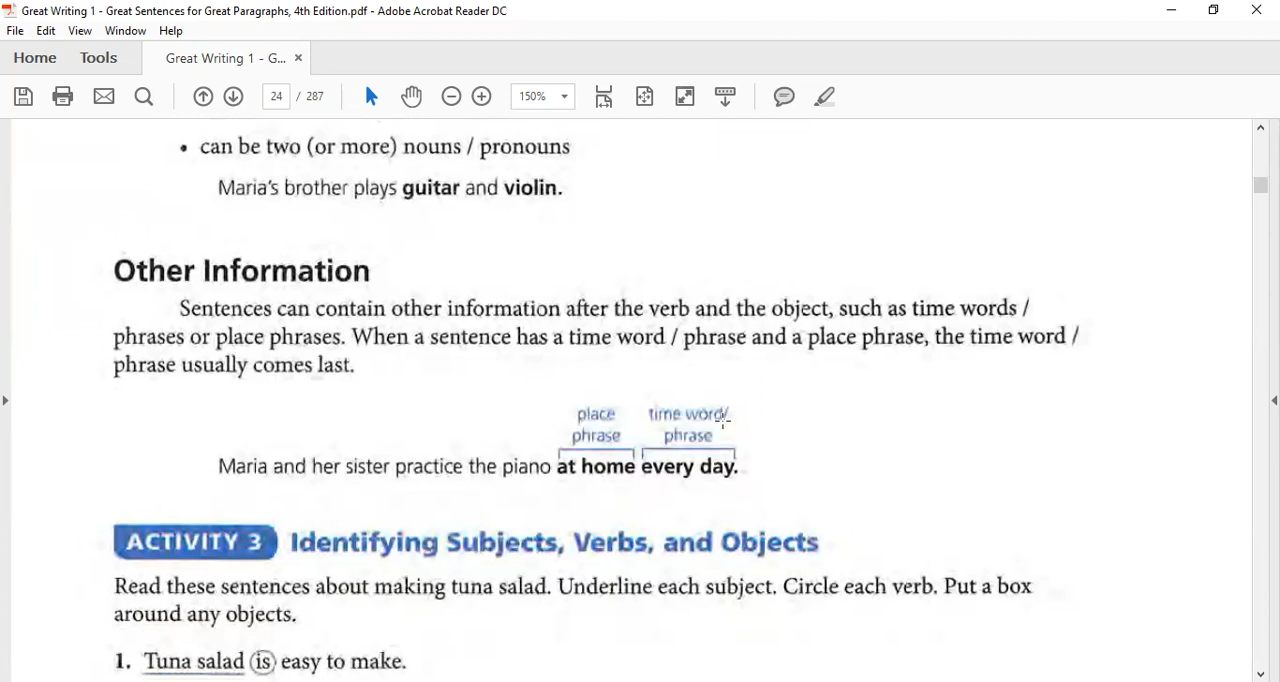 Great Writing 1 - Great Sentences for Great Paragraphs, 4th Edition.pdf - Adobe Acrobat Reader DC
File Edit View Window Help
Home Tools Great Writing 1 - G... ×
24 / 287 150%
• can be two (or more) nouns / pronouns
Maria's brother plays guitar and violin.
Other Information
Sentences can contain other information after the verb and the object, such as time words /
phrases or place phrases. When a sentence has a time word / phrase and a place phrase, the time word /
phrase usually comes last.
place time word/
phrase phrase
Maria and her sister practice the piano at home every day.
ACTIVITY 3 Identifying Subjects, Verbs, and Objects
Read these sentences about making tuna salad. Underline each subject. Circle each verb. Put a box
around any objects.
1. Tuna salad is easy to make.